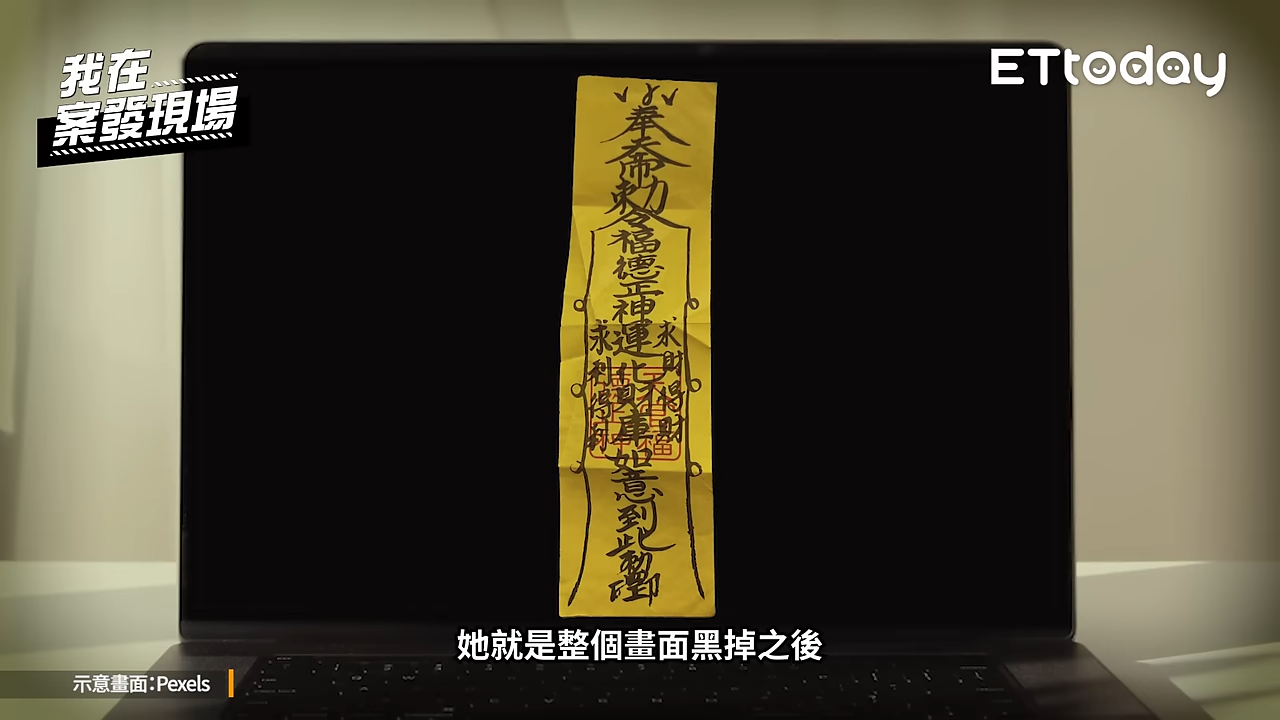 我在
案發現場
ETtoday
奉天帝勅令福德正神運貨庫如意到此
求財得財
求利得利
她就是整個畫面黑掉之後
示意畫面：Pexels